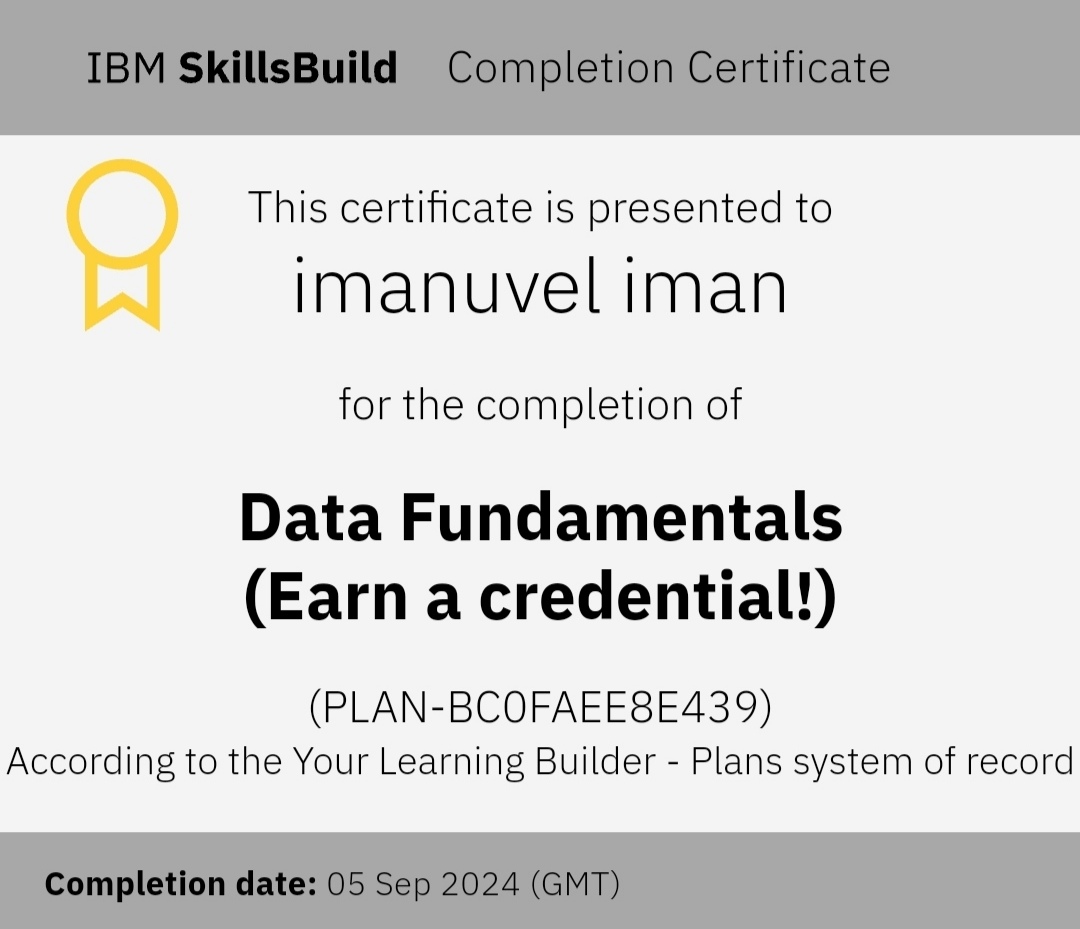 IBM SkillsBuild Completion Certificate
This certificate is presented to
imanuvel iman
for the completion of
Data Fundamentals
(Earn a credential!)
(PLAN-BC0FAEE8E439)
According to the Your Learning Builder - Plans system of record
Completion date: 05 Sep 2024 (GMT)